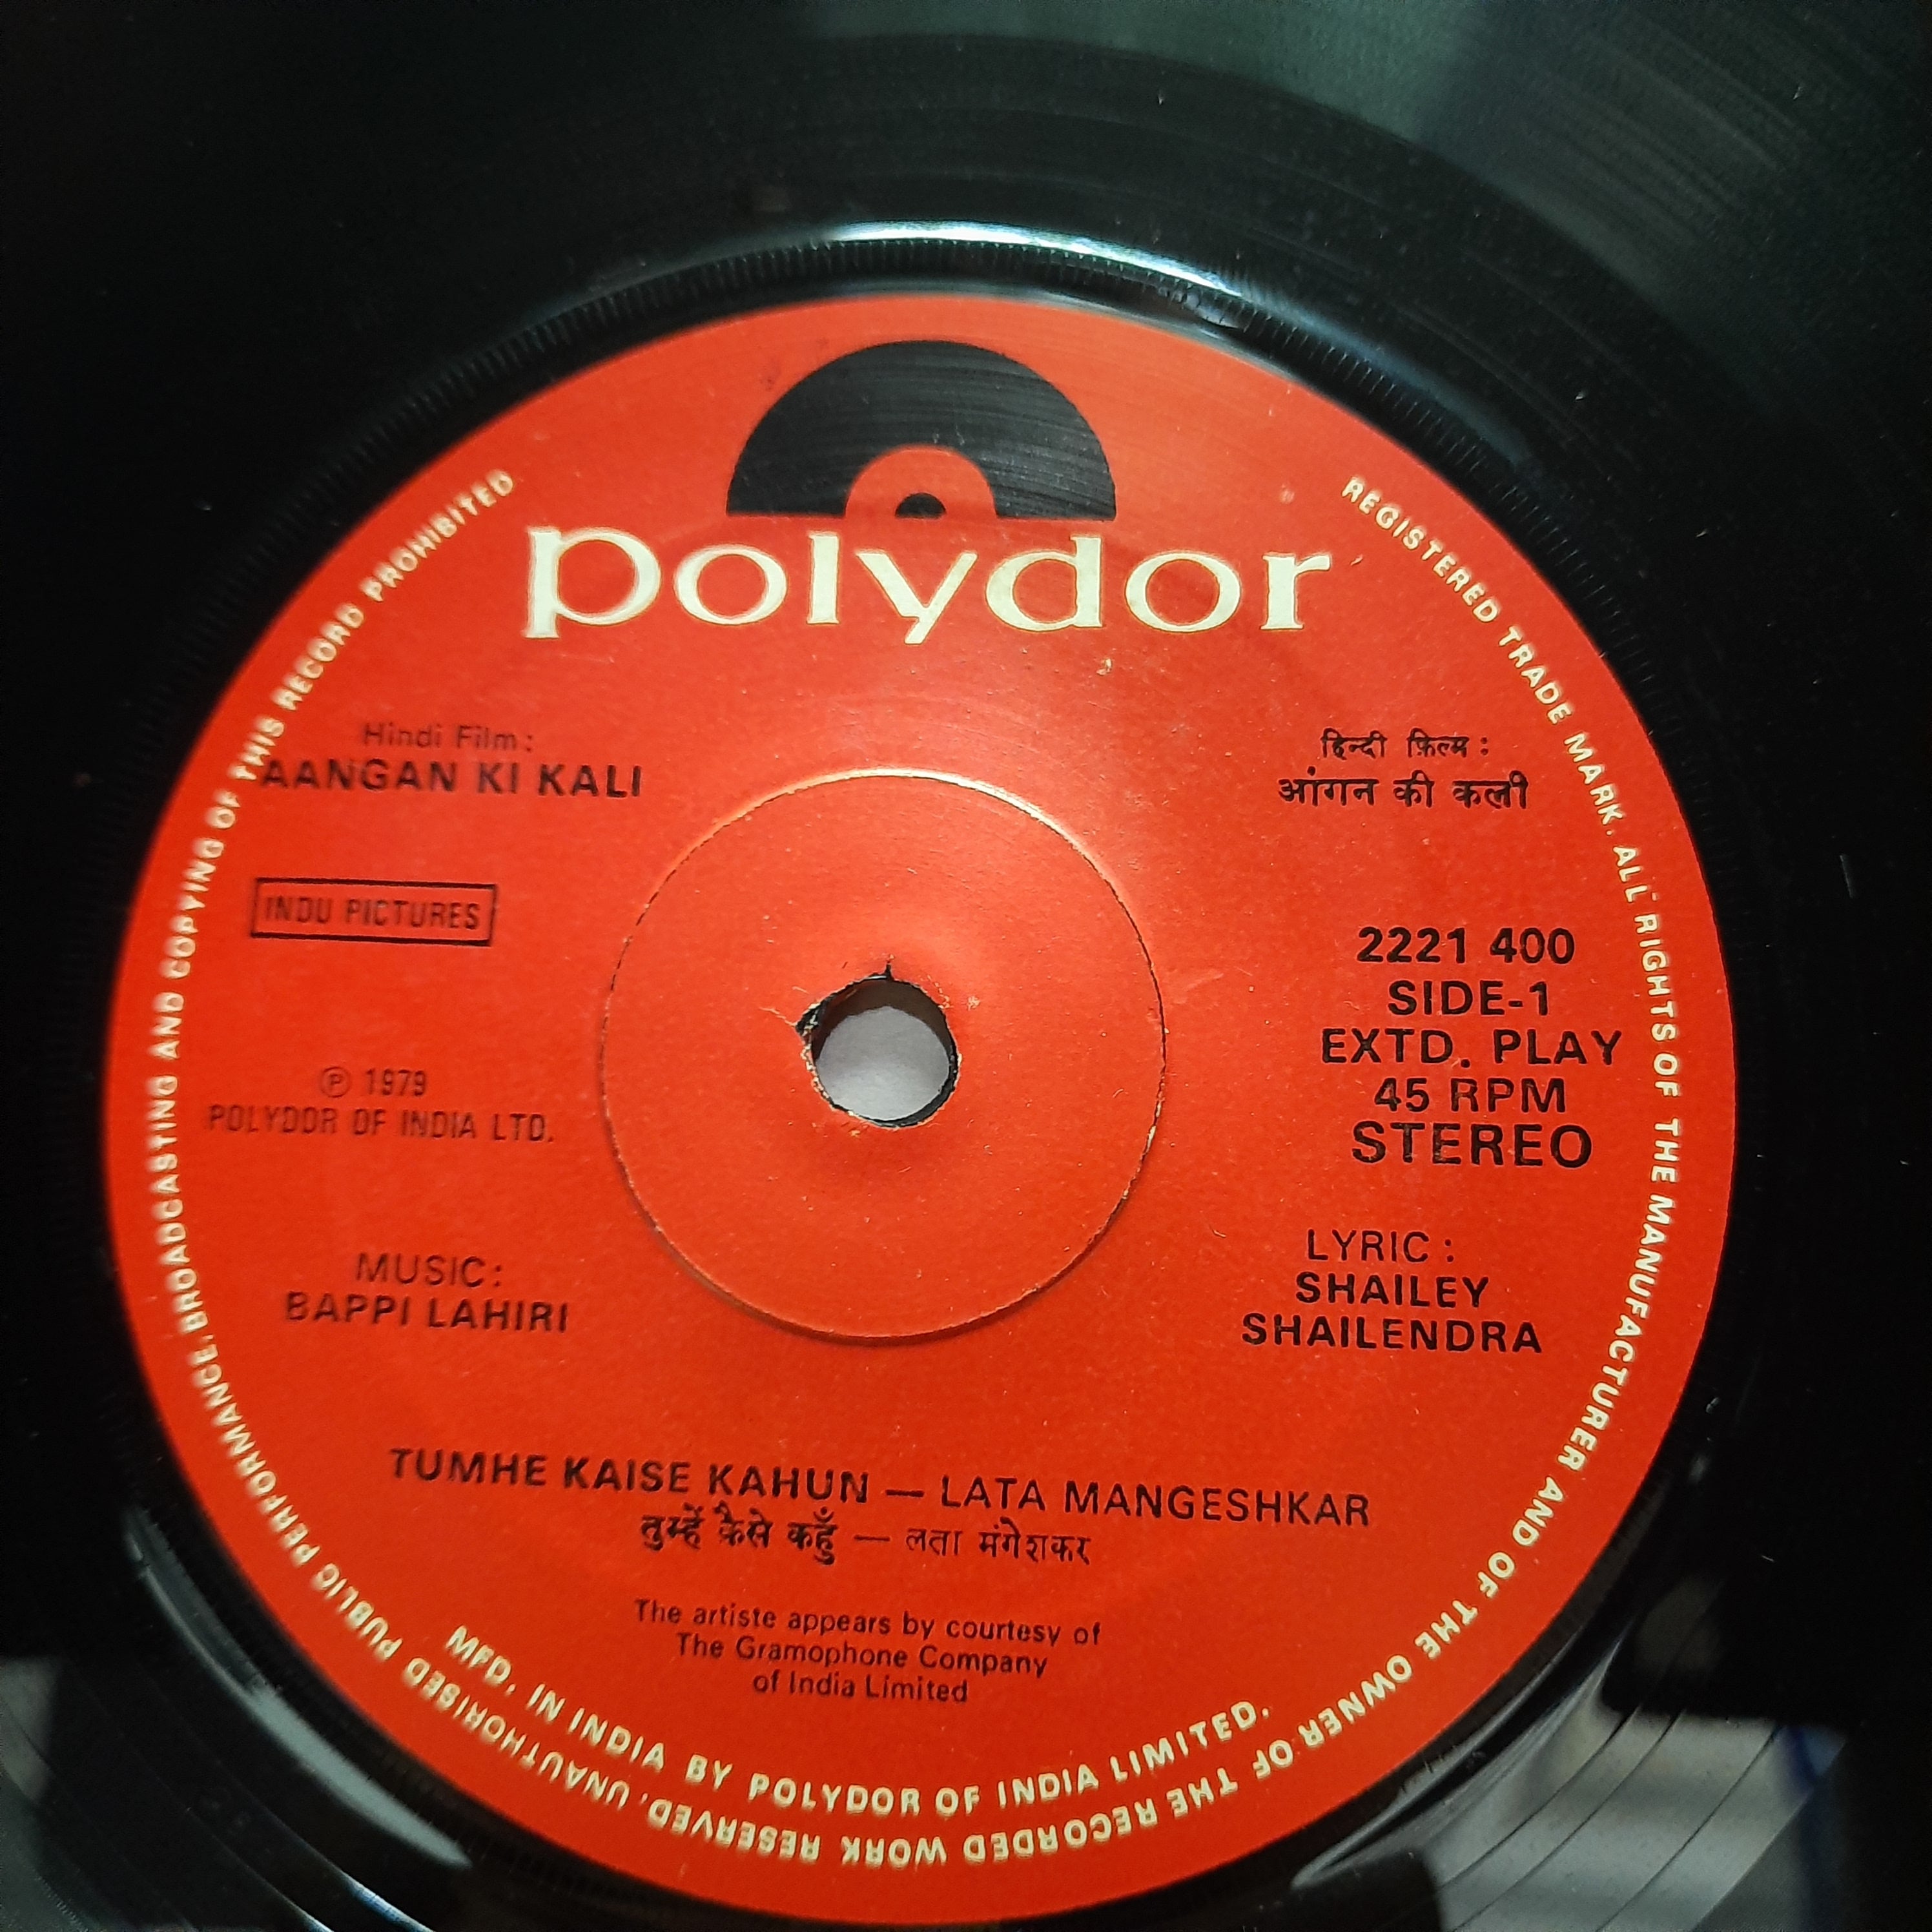 polydor
Hindi Film:
AANGAN KI KALI
हिन्दी फ़िल्म:
आंगन की कली
INDU PICTURES
2221 400
SIDE-1
EXTD. PLAY
45 RPM
STEREO
℗ 1979
POLYDOR OF INDIA LTD.
MUSIC:
BAPPI LAHIRI
LYRIC:
SHAILEY
SHAILENDRA
TUMHE KAISE KAHUN — LATA MANGESHKAR
तुम्हें कैसे कहूँ — लता मंगेशकर
The artiste appears by courtesy of
The Gramophone Company
of India Limited
MFD. IN INDIA BY POLYDOR OF INDIA LIMITED.
REGISTERED TRADE MARK. ALL RIGHTS OF THE MANUFACTURER AND OF THE OWNER OF THE RECORDED WORK RESERVED. UNAUTHORISED PUBLIC PERFORMANCE, BROADCASTING AND COPYING OF THIS RECORD PROHIBITED